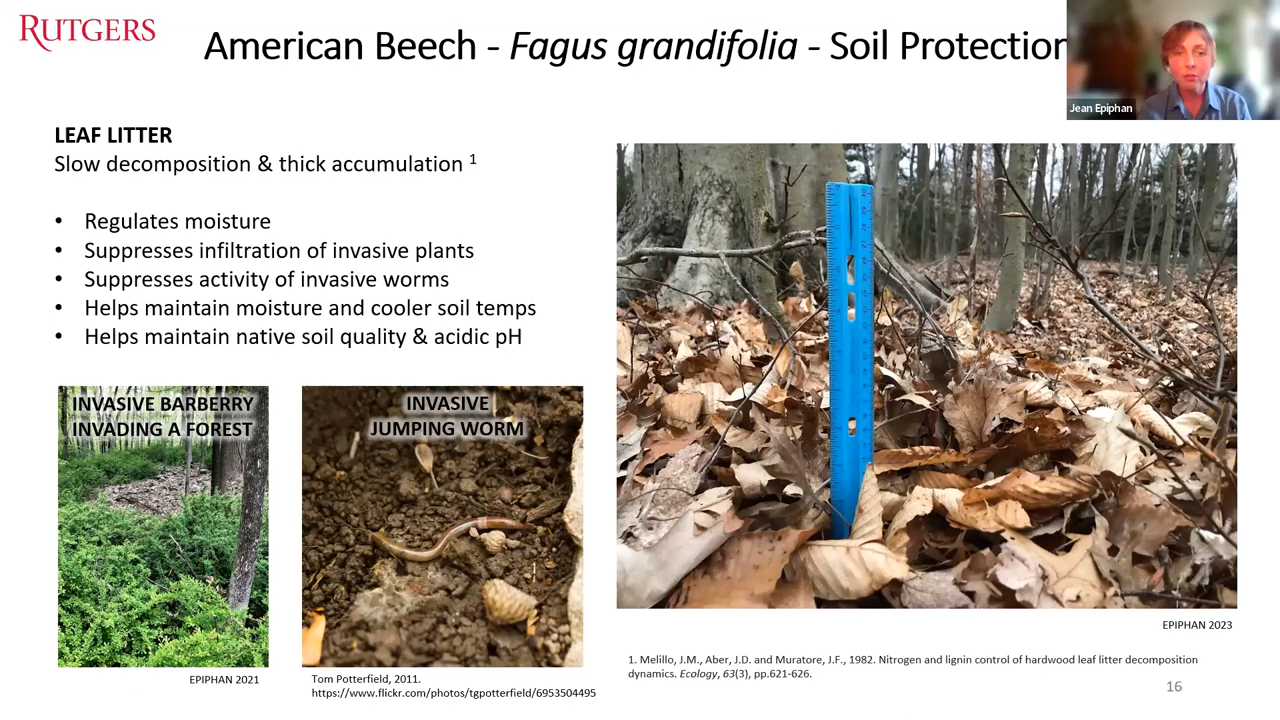 RUTGERS
American Beech - Fagus grandifolia - Soil Protection
Jean Epiphan
LEAF LITTER
Slow decomposition & thick accumulation 1
• Regulates moisture
• Suppresses infiltration of invasive plants
• Suppresses activity of invasive worms
• Helps maintain moisture and cooler soil temps
• Helps maintain native soil quality & acidic pH
INVASIVE BARBERRY
INVADING A FOREST
INVASIVE
JUMPING WORM
EPIPHAN 2021
Tom Potterfield, 2011.
https://www.flickr.com/photos/tgpotterfield/6953504495
EPIPHAN 2023
1. Melillo, J.M., Aber, J.D. and Muratore, J.F., 1982. Nitrogen and lignin control of hardwood leaf litter decomposition
dynamics. Ecology, 63(3), pp.621-626.
16